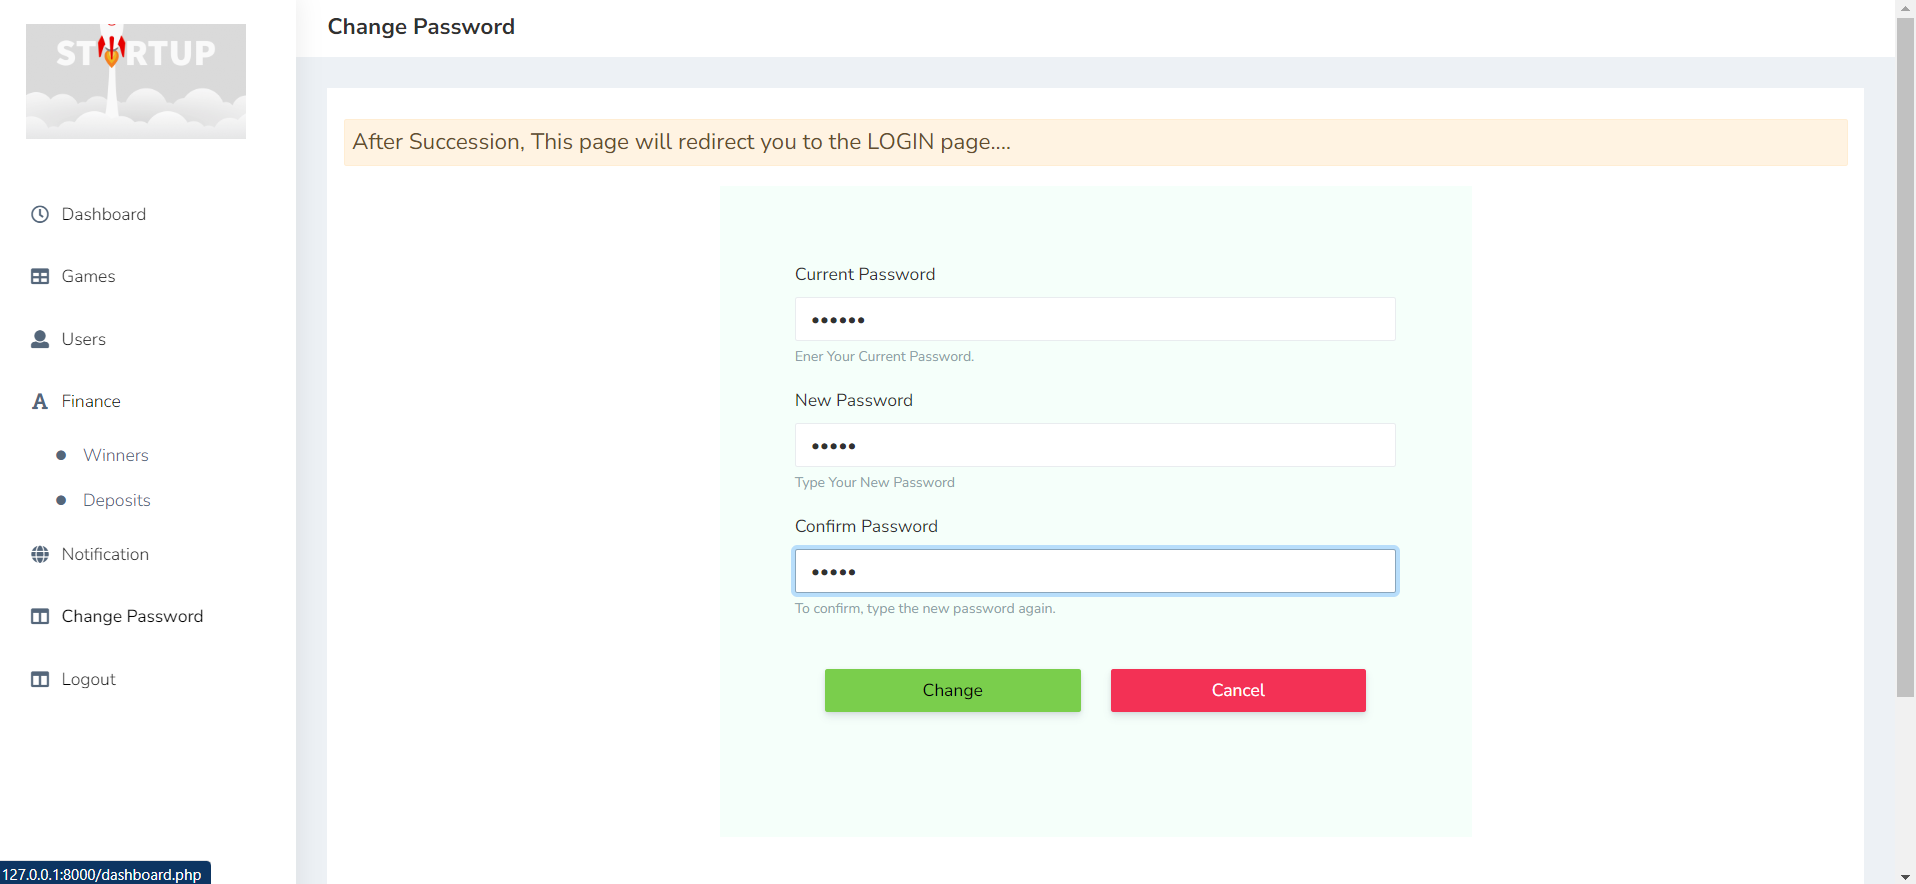 STARTUP
Dashboard
Games
Users
Finance
Winners
Deposits
Notification
Change Password
Logout
127.0.0.1:8000/dashboard.php
Change Password
After Succession, This page will redirect you to the LOGIN page....
Current Password
••••••
Ener Your Current Password.
New Password
•••••
Type Your New Password
Confirm Password
•••••
To confirm, type the new password again.
Change
Cancel